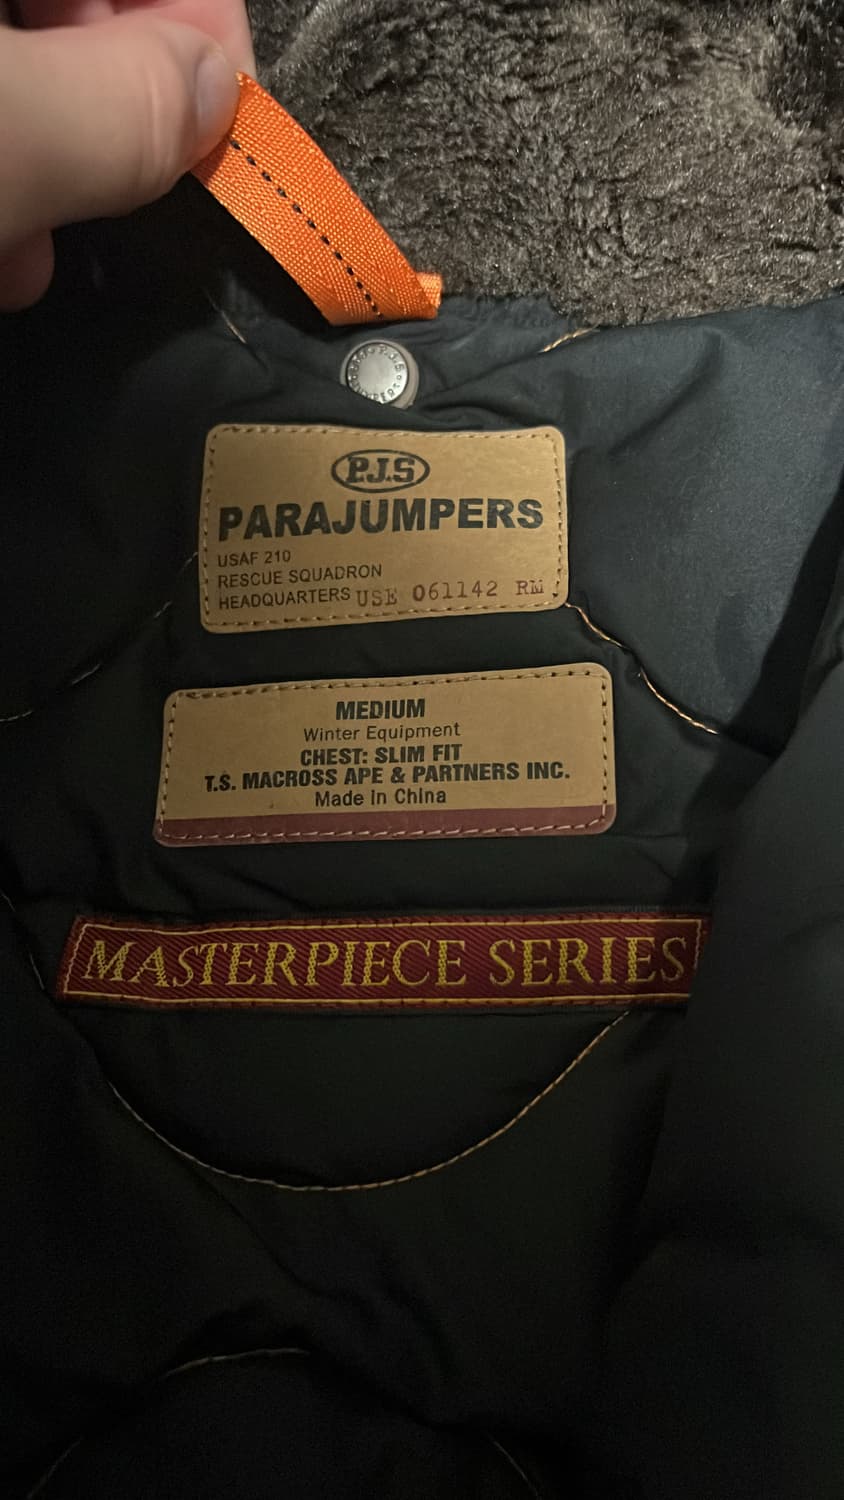 P.J.S
PARAJUMPERS
USAF 210
RESCUE SQUADRON
HEADQUARTERS USE 061142 RM
MEDIUM
Winter Equipment
CHEST: SLIM FIT
T.S. MACROSS APE & PARTNERS INC.
Made in China
MASTERPIECE SERIES